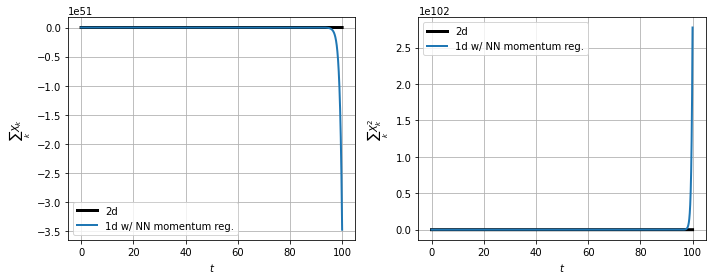 1e51
0.0
−0.5
−1.0
−1.5
−2.0
−2.5
−3.0
−3.5
0
20
40
60
80
100
t
∑ₖ Xₖ
2d
1d w/ NN momentum reg.
1e102
2.5
2.0
1.5
1.0
0.5
0.0
0
20
40
60
80
100
t
∑ₖ Xₖ²
2d
1d w/ NN momentum reg.